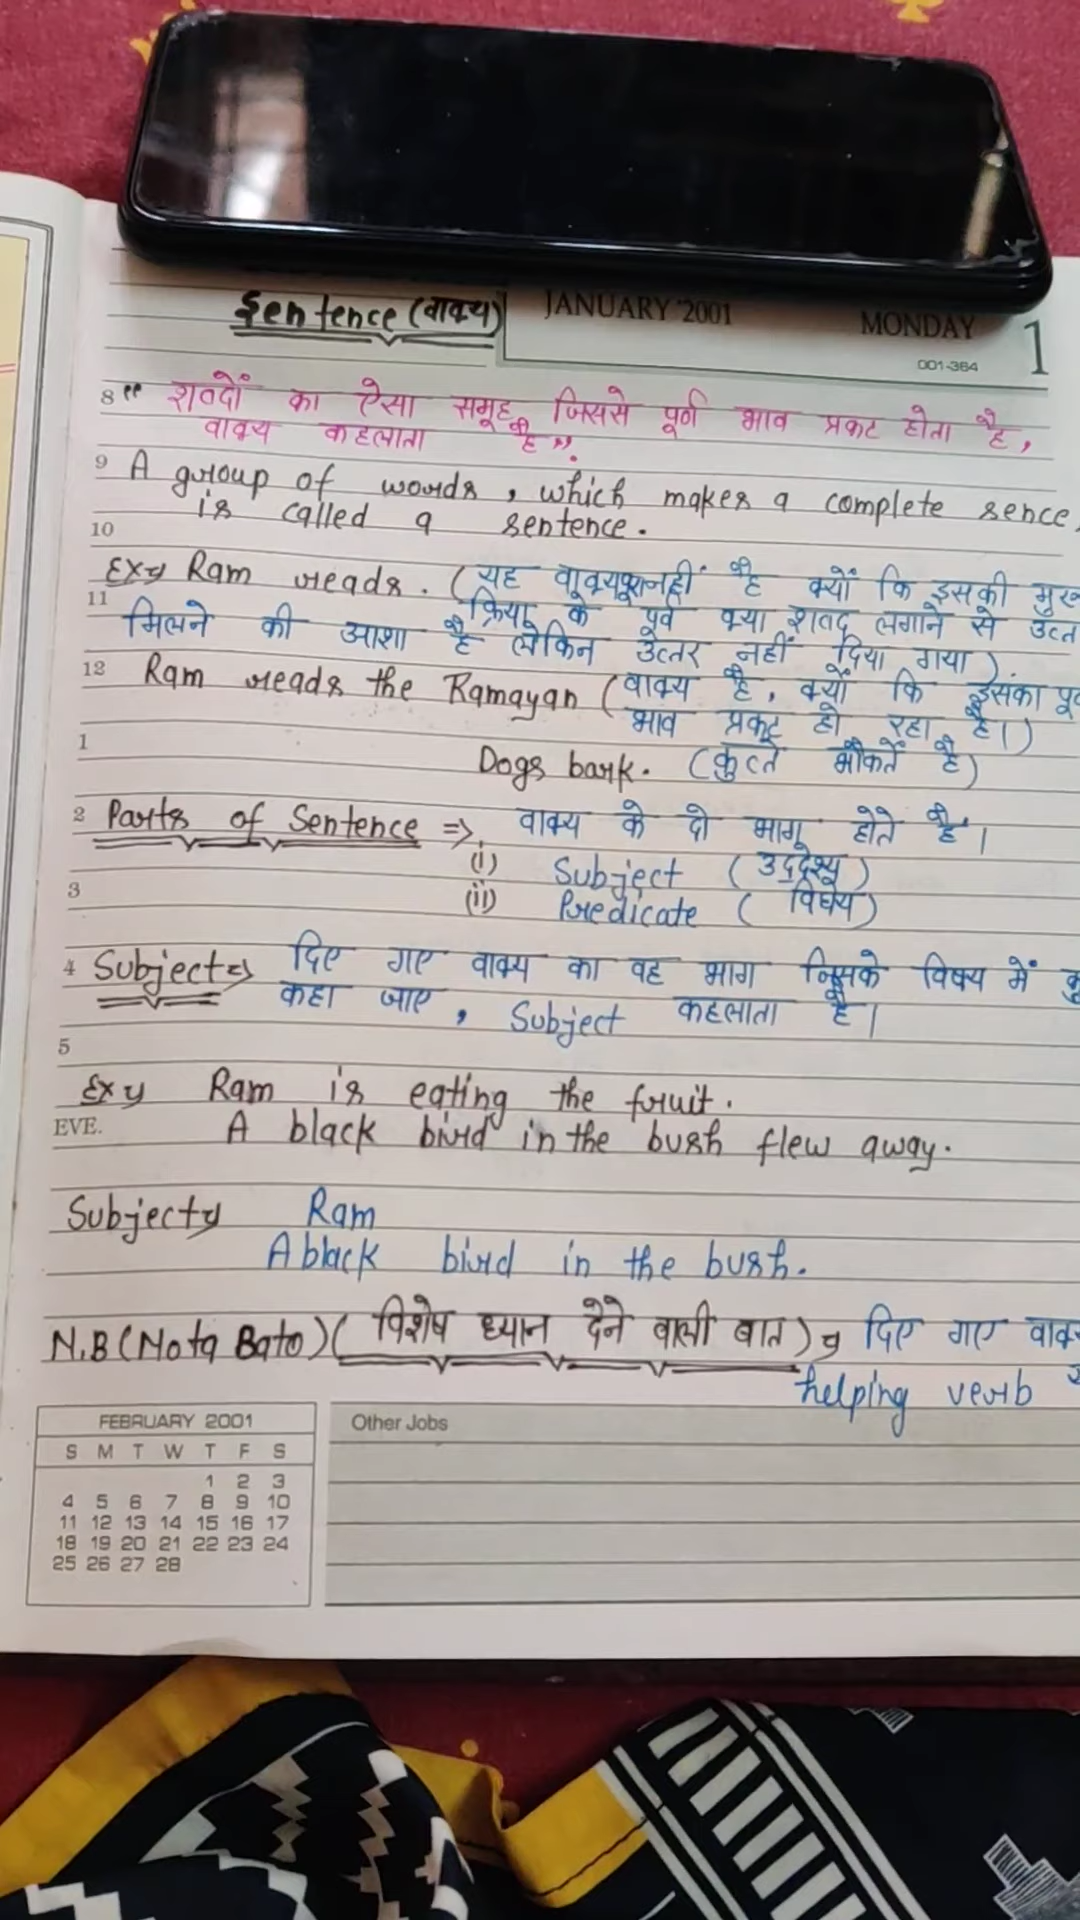 Sentence (वाक्य)
JANUARY 2001 MONDAY 1
001-364
8 " शब्दों का ऐसा समूह जिससे पूर्ण भाव प्रकट होता है,
वाक्य कहलाता है".
9 A group of words, which makes a complete sence,
10 is called a sentence.
Ex⇒ Ram reads. (यह वाक्य पूरा नहीं है क्यों कि इसकी
11 क्रिया के पूर्व क्या शब्द लगाने से
मिलने की आशा है लेकिन उत्तर नहीं दिया गया).
12 Ram reads the Ramayan (वाक्य है, क्यों कि इसका
भाव प्रकट हो रहा है।)
1 Dogs bark. (कुत्ते भौंकतें है)
2 Parts of Sentence ⇒ वाक्य के दो भाग होते है।
(i) Subject (उद्देश्य)
3 (ii) Predicate (विधेय)
4 Subject⇒ दिए गए वाक्य का वह भाग जिसके विषय में
कहा जाए, Subject कहलाता है।
5
Ex⇒ Ram is eating the fruit.
EVE. A black bird in the bush flew away.
Subject⇒ Ram
A black bird in the bush.
N.B (Nota Bato) (विशेष ध्यान देने वाली बात) ⇒ दिए गए
helping verb
FEBRUARY 2001
S M T W T F S
1 2 3
4 5 6 7 8 9 10
11 12 13 14 15 16 17
18 19 20 21 22 23 24
25 26 27 28
Other Jobs